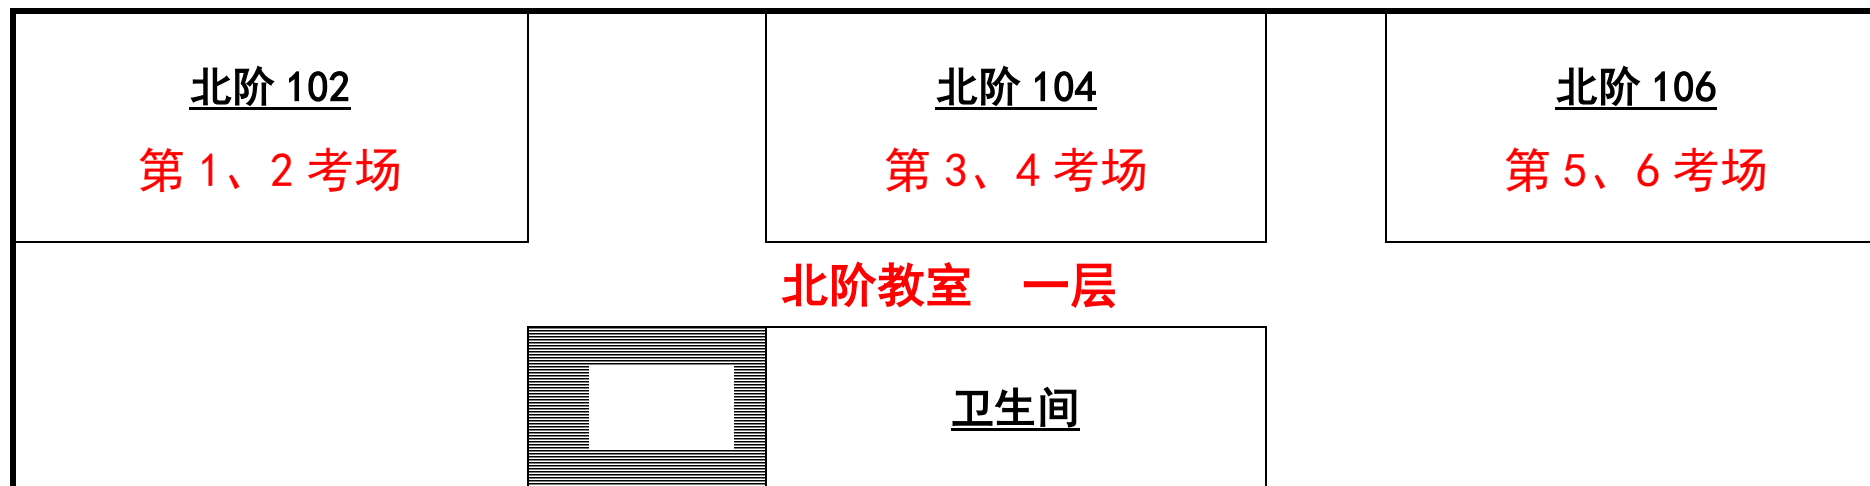 北阶 102
第 1、2 考场
北阶 104
第 3、4 考场
北阶 106
第 5、6 考场
北阶教室 一层
卫生间